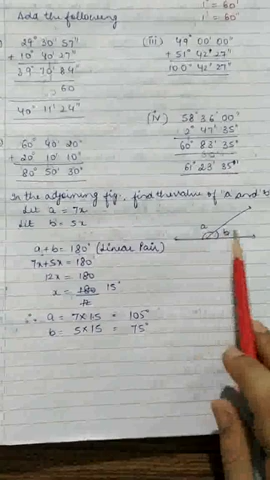 1° = 60'
1' = 60"
Add the following
29° 30' 57"
+ 10° 40' 27"
39° 70' 84"
60
40° 11' 24"
(iii) 49° 00' 00"
+ 51° 42' 27"
100° 42' 27"
60° 40' 20"
+ 20° 10' 10"
80° 50' 30"
(iv) 58° 36' 00"
+ 2° 47' 35"
60° 83' 35"
61° 23' 35"
In the adjoining fig. find the value of 'a' and 'b'
Let a = 7x
Let b = 5x
a
b
a + b = 180° (Linear Pair)
7x + 5x = 180°
12x = 180
x = 180 15°
12
∴ a = 7 × 15 = 105°
b = 5 × 15 = 75°